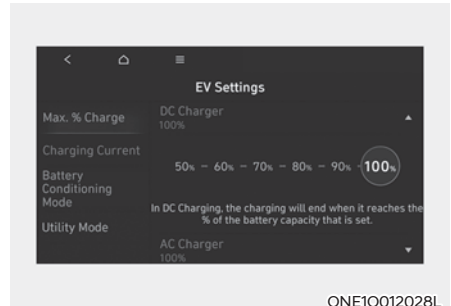 EV Settings
Max. % Charge
Charging Current
Battery
Conditioning
Mode
Utility Mode
DC Charger
100%
50% – 60% – 70% – 80% – 90% – 100%
In DC Charging, the charging will end when it reaches the
% of the battery capacity that is set.
AC Charger
100%
ONE1Q012028L